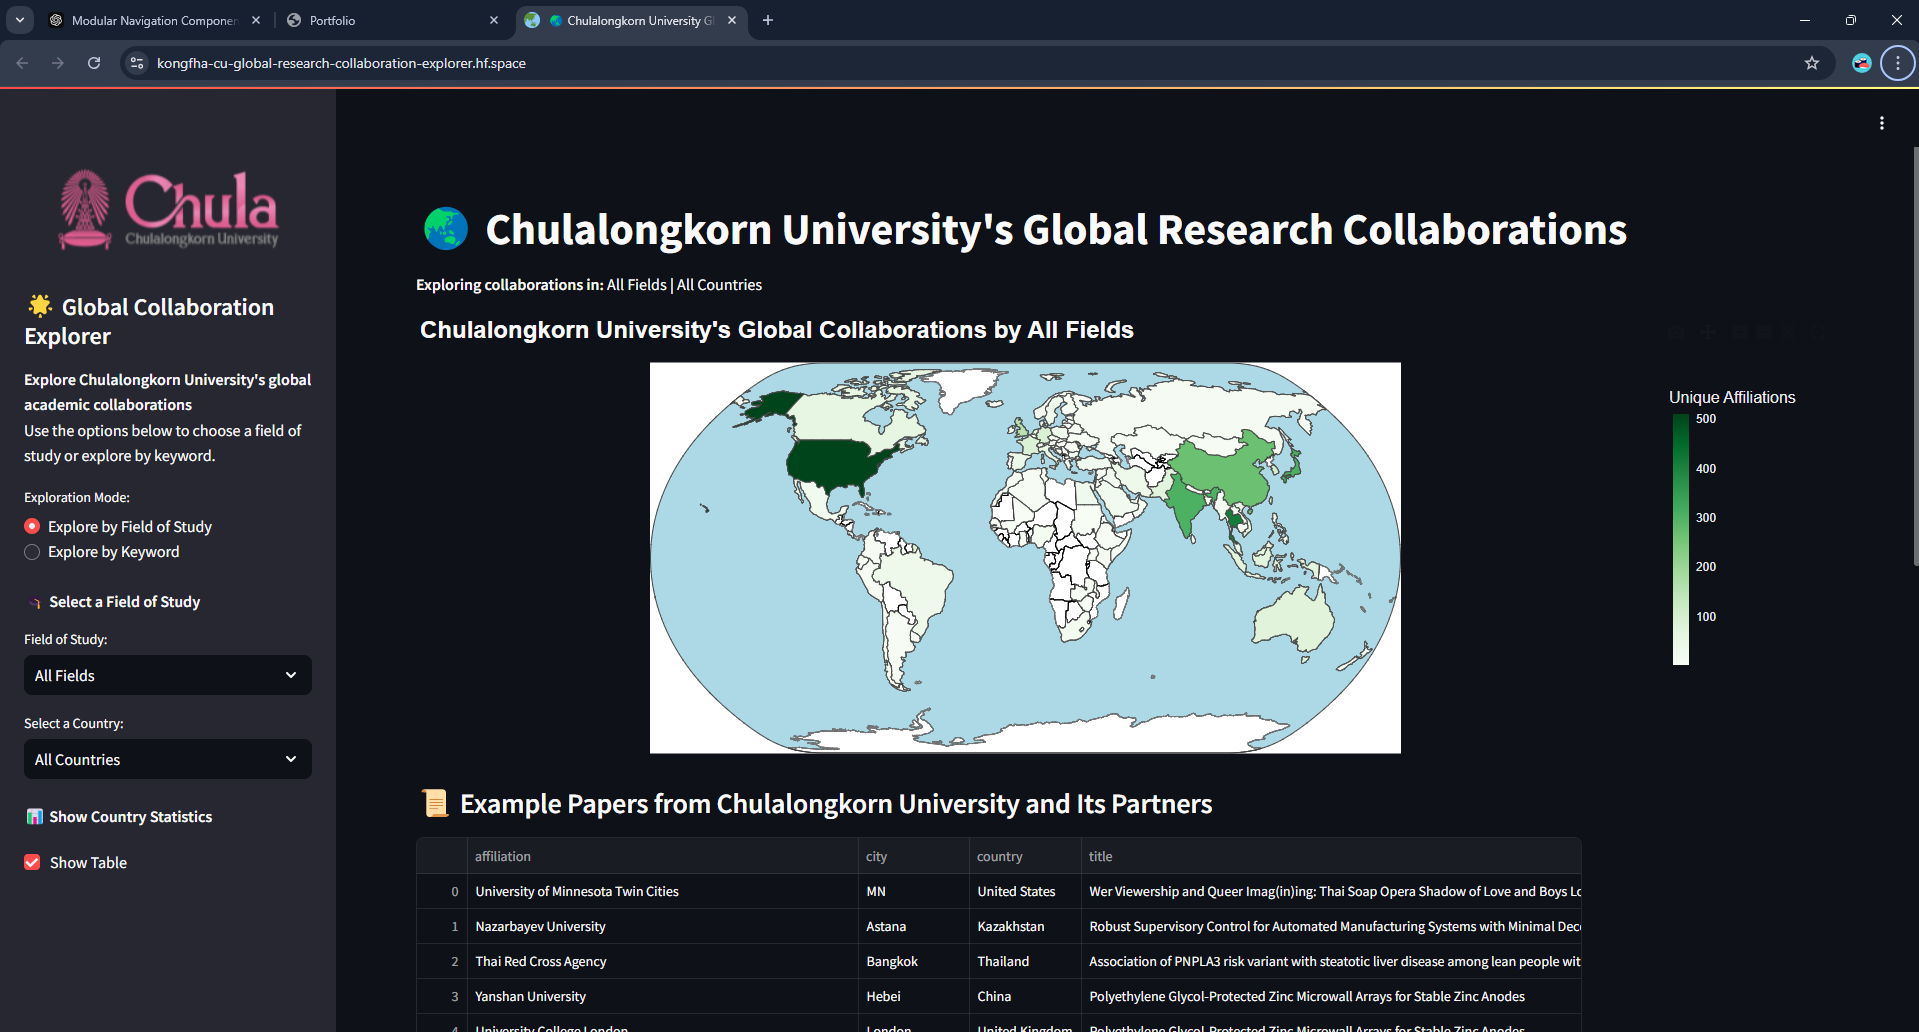 Modular Navigation Componen
Portfolio
Chulalongkorn University G
kongfha-cu-global-research-collaboration-explorer.hf.space
Chula
Chulalongkorn University
Global Collaboration
Explorer
Explore Chulalongkorn University's global
academic collaborations
Use the options below to choose a field of
study or explore by keyword.
Exploration Mode:
Explore by Field of Study
Explore by Keyword
Select a Field of Study
Field of Study:
All Fields
Select a Country:
All Countries
Show Country Statistics
Show Table
Chulalongkorn University's Global Research Collaborations
Exploring collaborations in: All Fields | All Countries
Chulalongkorn University's Global Collaborations by All Fields
Unique Affiliations
500
400
300
200
100
Example Papers from Chulalongkorn University and Its Partners
affiliation city country title
0 University of Minnesota Twin Cities MN United States Wer Viewership and Queer Imag(in)ing: Thai Soap Opera Shadow of Love and Boys Lo
1 Nazarbayev University Astana Kazakhstan Robust Supervisory Control for Automated Manufacturing Systems with Minimal Dec
2 Thai Red Cross Agency Bangkok Thailand Association of PNPLA3 risk variant with steatotic liver disease among lean people wit
3 Yanshan University Hebei China Polyethylene Glycol-Protected Zinc Microwall Arrays for Stable Zinc Anodes
4 University College London London United Kingdom Polyethylene Glycol-Protected Zinc Microwall Arrays for Stable Zinc Anodes